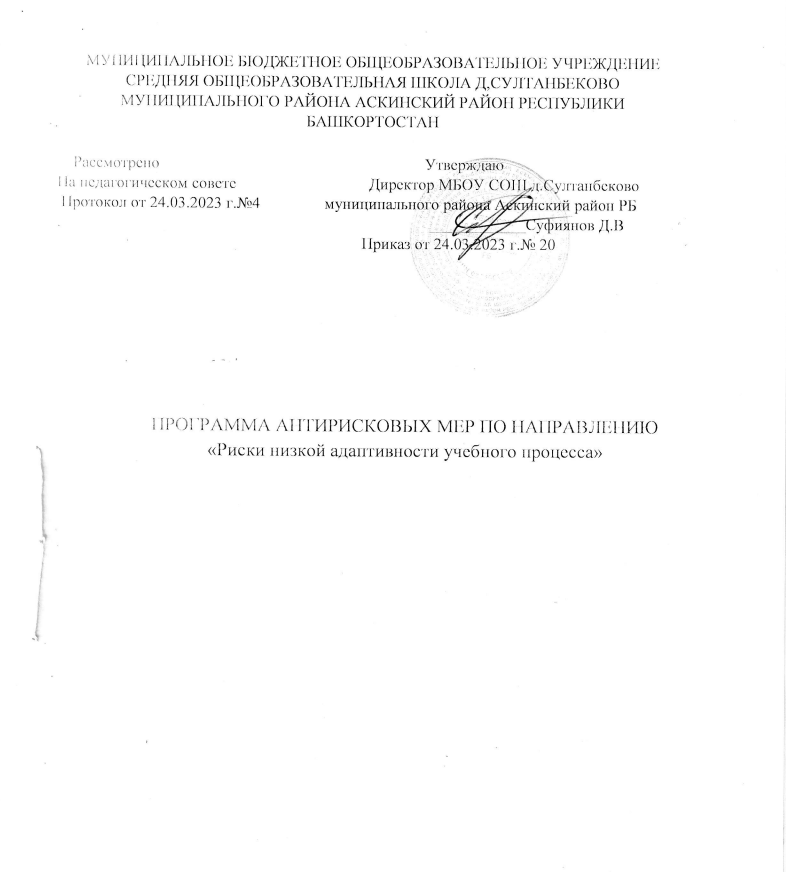 МУНИЦИПАЛЬНОЕ БЮДЖЕТНОЕ ОБЩЕОБРАЗОВАТЕЛЬНОЕ УЧРЕЖДЕНИЕ
СРЕДНЯЯ ОБЩЕОБРАЗОВАТЕЛЬНАЯ ШКОЛА Д.СУЛТАНБЕКОВО
МУНИЦИПАЛЬНОГО РАЙОНА АСКИНСКИЙ РАЙОН РЕСПУБЛИКИ
БАШКОРТОСТАН
Рассмотрено
На педагогическом совете
Протокол от 24.03.2023 г.№4
Утверждаю
Директор МБОУ СОШ д.Султанбеково
муниципального района Аскинский район РБ
Суфиянов Д.В
Приказ от 24.03.2023 г.№ 20
ПРОГРАММА АНТИРИСКОВЫХ МЕР ПО НАПРАВЛЕНИЮ
«Риски низкой адаптивности учебного процесса»